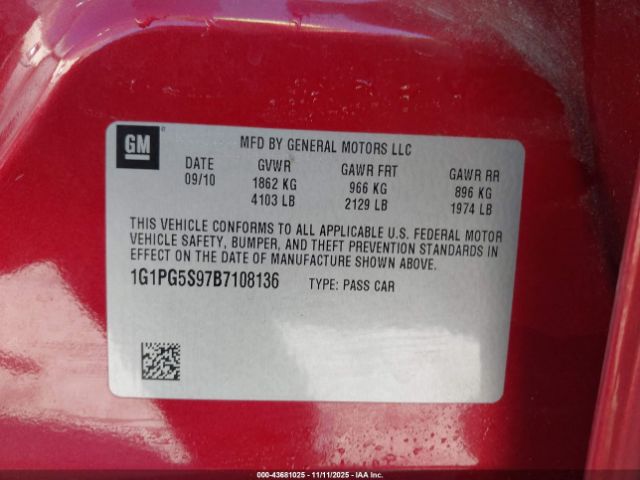 GM
MFD BY GENERAL MOTORS LLC
DATE GVWR GAWR FRT GAWR RR
09/10 1862 KG 966 KG 896 KG
4103 LB 2129 LB 1974 LB
THIS VEHICLE CONFORMS TO ALL APPLICABLE U.S. FEDERAL MOTOR
VEHICLE SAFETY, BUMPER, AND THEFT PREVENTION STANDARDS IN
EFFECT ON THE DATE OF MANUFACTURE SHOWN ABOVE.
1G1PG5S97B7108136 TYPE: PASS CAR
000-43681025 - 11/11/2025 - IAAI.com